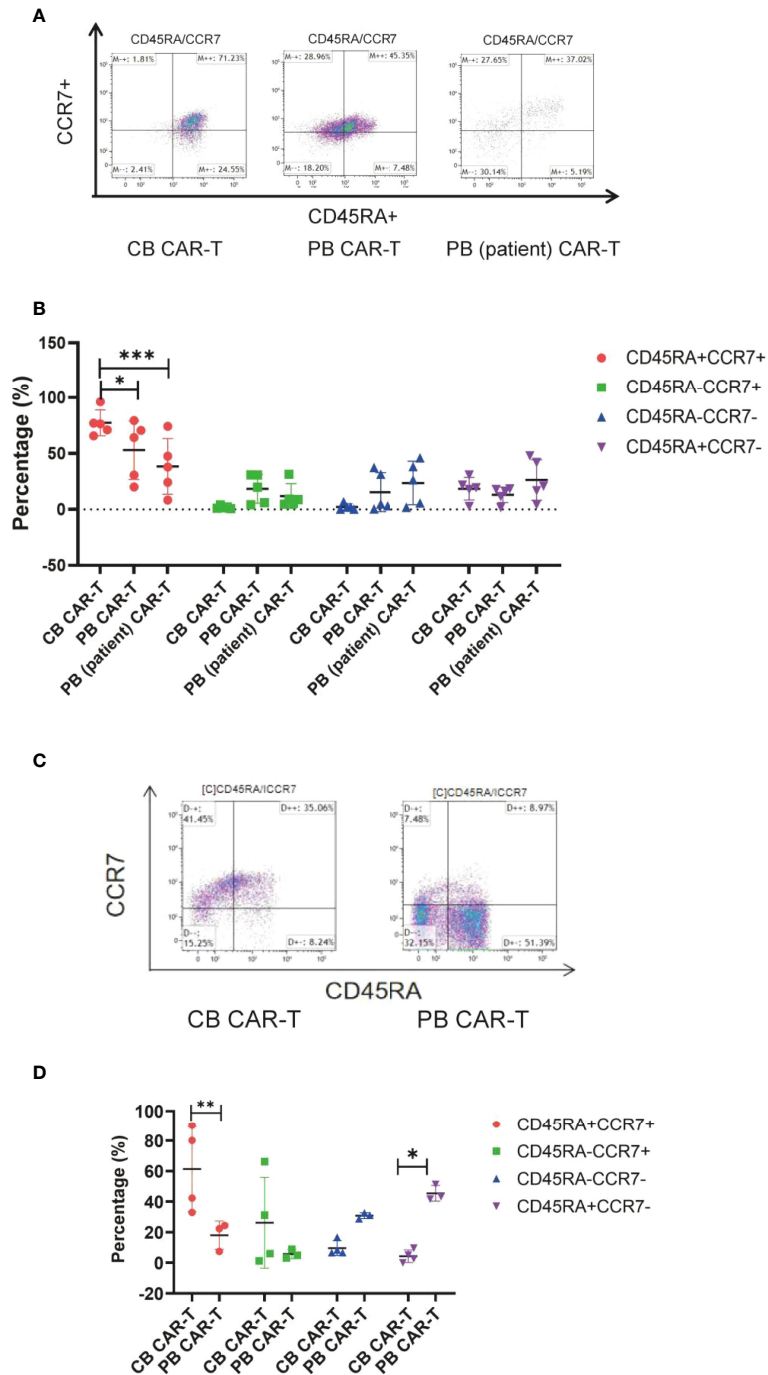 A
CD45RA/CCR7 CD45RA/CCR7 CD45RA/CCR7
M-+: 1.81% M++: 71.23% M-+: 28.96% M++: 45.35% M-+: 27.65% M++: 37.02%
CCR7+
M--: 2.41% M+-: 24.55% M--: 18.20% M+-: 7.48% M--: 30.14% M+-: 5.19%
CD45RA+
CB CAR-T PB CAR-T PB (patient) CAR-T
B
Percentage (%)
150
100
50
0
-50
***
*
CD45RA+CCR7+
CD45RA-CCR7+
CD45RA-CCR7-
CD45RA+CCR7-
CB CAR-T PB CAR-T PB (patient) CAR-T CB CAR-T PB CAR-T PB (patient) CAR-T CB CAR-T PB CAR-T PB (patient) CAR-T CB CAR-T PB CAR-T PB (patient) CAR-T
C
[C]CD45RA/ICCR7 [C]CD45RA/ICCR7
D-+: D++: 35.06% D-+: D++: 8.97%
41.45% 7.48%
CCR7
D--: D--:
15.25% D+-: 8.24% 32.15% D+-: 51.39%
CD45RA
CB CAR-T PB CAR-T
D
Percentage (%)
100
80
60
40
20
0
-20
**
*
CD45RA+CCR7+
CD45RA-CCR7+
CD45RA-CCR7-
CD45RA+CCR7-
CB CAR-T PB CAR-T CB CAR-T PB CAR-T CB CAR-T PB CAR-T CB CAR-T PB CAR-T